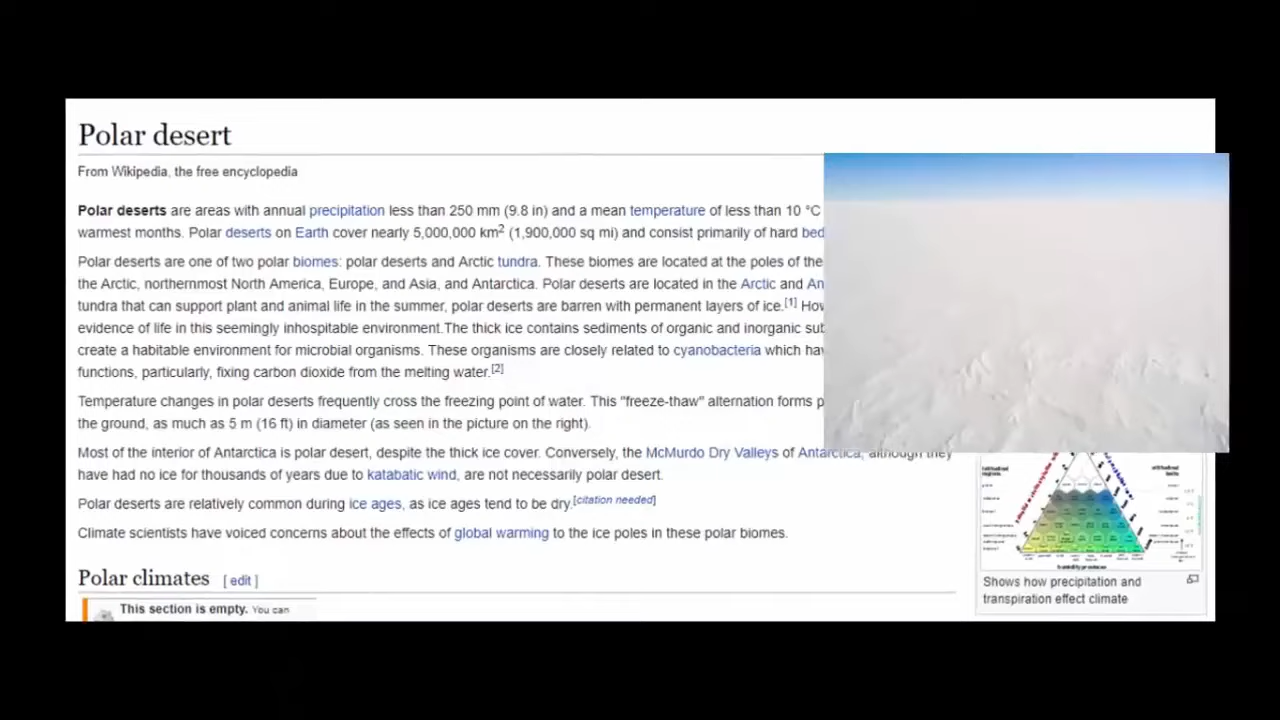 Polar desert
From Wikipedia, the free encyclopedia
Polar deserts are areas with annual precipitation less than 250 mm (9.8 in) and a mean temperature of less than 10 °C
warmest months. Polar deserts on Earth cover nearly 5,000,000 km2 (1,900,000 sq mi) and consist primarily of hard bed
Polar deserts are one of two polar biomes: polar deserts and Arctic tundra. These biomes are located at the poles of the
the Arctic, northernmost North America, Europe, and Asia, and Antarctica. Polar deserts are located in the Arctic and An
tundra that can support plant and animal life in the summer, polar deserts are barren with permanent layers of ice.[1] How
evidence of life in this seemingly inhospitable environment.The thick ice contains sediments of organic and inorganic sub
create a habitable environment for microbial organisms. These organisms are closely related to cyanobacteria which hav
functions, particularly, fixing carbon dioxide from the melting water.[2]
Temperature changes in polar deserts frequently cross the freezing point of water. This "freeze-thaw" alternation forms p
the ground, as much as 5 m (16 ft) in diameter (as seen in the picture on the right).
Most of the interior of Antarctica is polar desert, despite the thick ice cover. Conversely, the McMurdo Dry Valleys of Antarctica, although they
have had no ice for thousands of years due to katabatic wind, are not necessarily polar desert.
Polar deserts are relatively common during ice ages, as ice ages tend to be dry.[citation needed]
Climate scientists have voiced concerns about the effects of global warming to the ice poles in these polar biomes.
Polar climates [ edit ]
This section is empty. You can
humidity provinces
Shows how precipitation and
transpiration effect climate